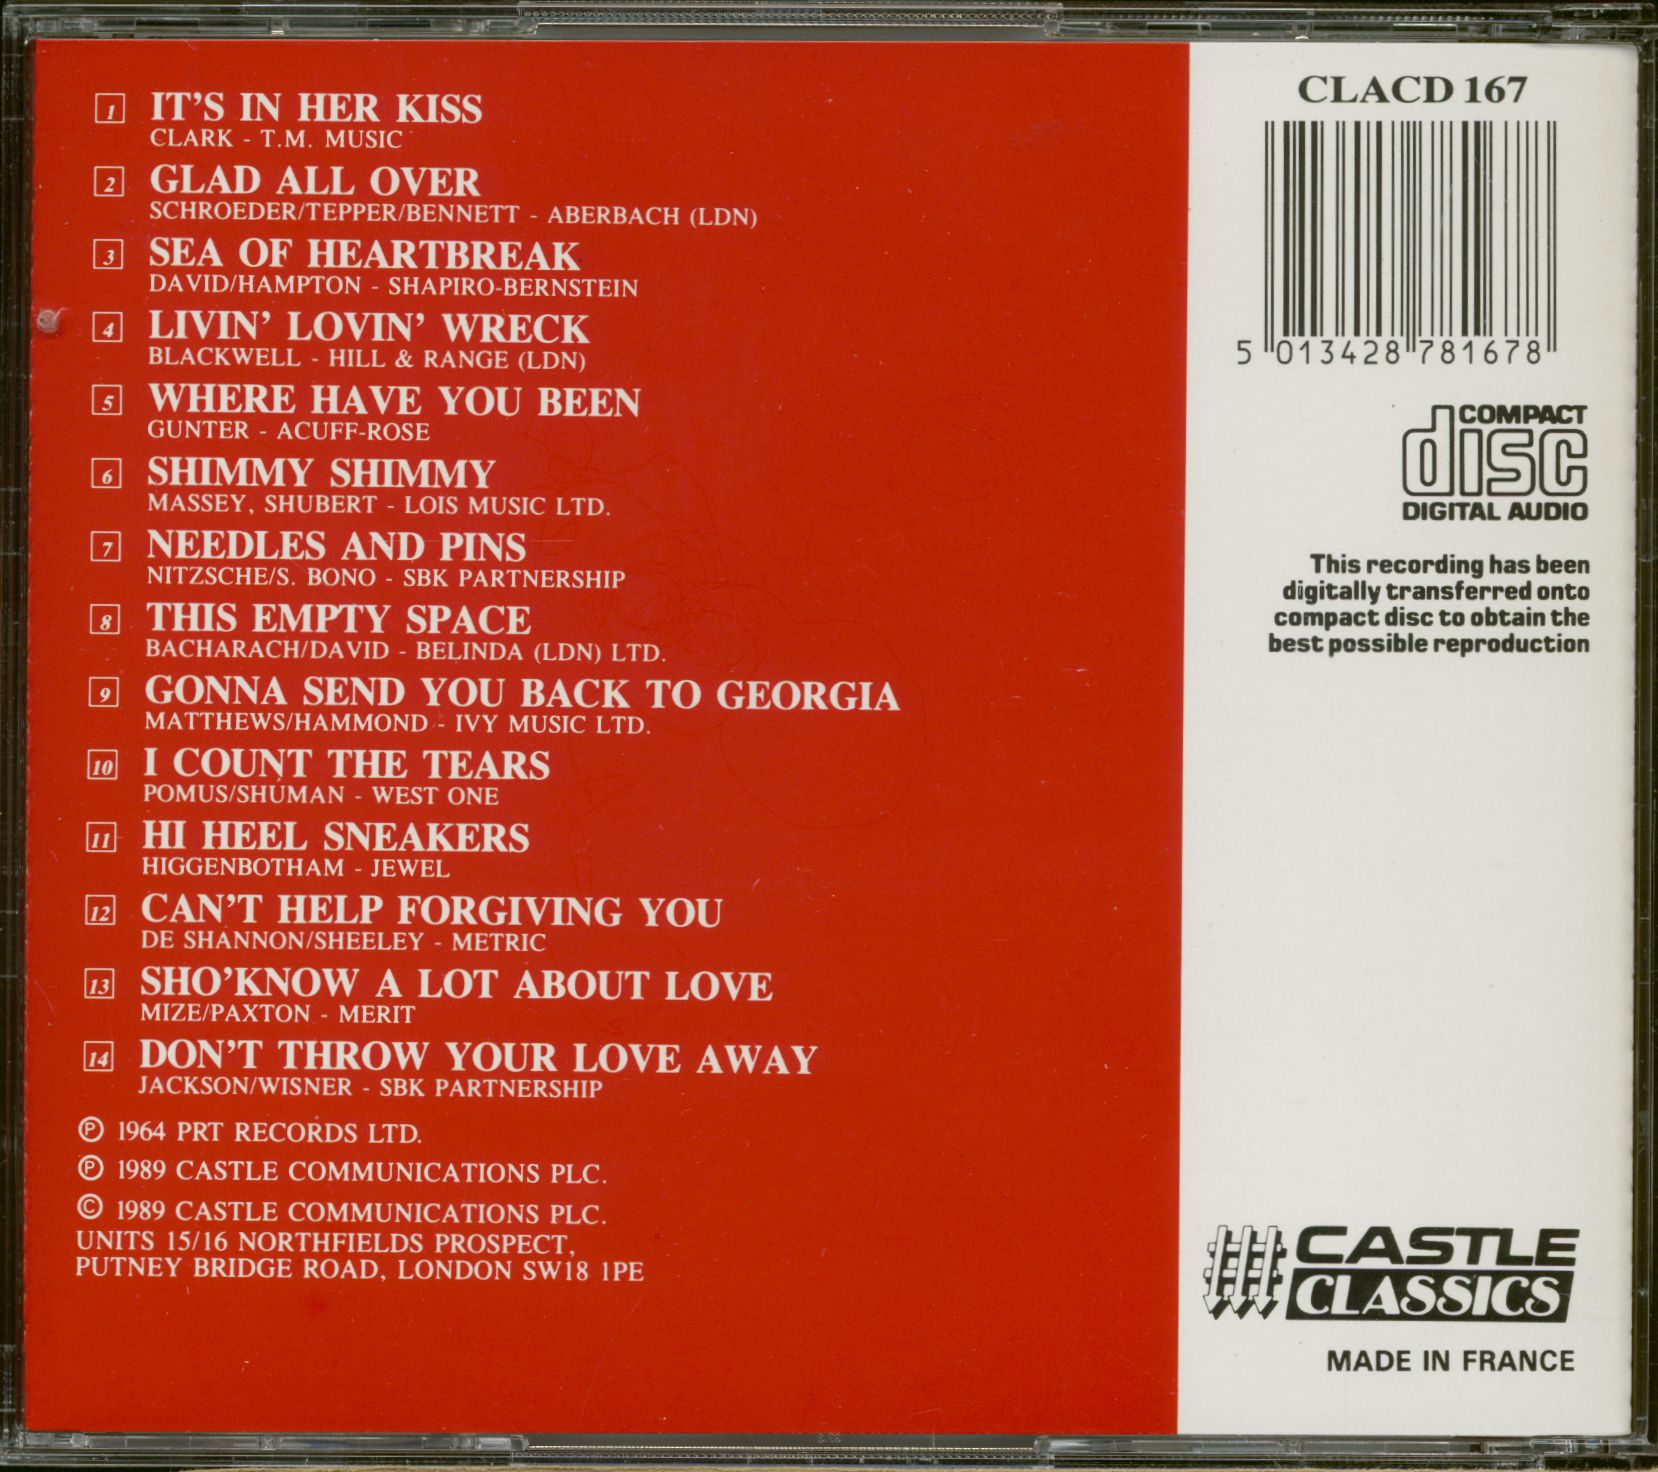 1 IT'S IN HER KISS
CLARK - T.M. MUSIC
2 GLAD ALL OVER
SCHROEDER/TEPPER/BENNETT - ABERBACH (LDN)
3 SEA OF HEARTBREAK
DAVID/HAMPTON - SHAPIRO-BERNSTEIN
4 LIVIN' LOVIN' WRECK
BLACKWELL - HILL & RANGE (LDN)
5 WHERE HAVE YOU BEEN
GUNTER - ACUFF-ROSE
6 SHIMMY SHIMMY
MASSEY, SHUBERT - LOIS MUSIC LTD.
7 NEEDLES AND PINS
NITZSCHE/S. BONO - SBK PARTNERSHIP
8 THIS EMPTY SPACE
BACHARACH/DAVID - BELINDA (LDN) LTD.
9 GONNA SEND YOU BACK TO GEORGIA
MATTHEWS/HAMMOND - IVY MUSIC LTD.
10 I COUNT THE TEARS
POMUS/SHUMAN - WEST ONE
11 HI HEEL SNEAKERS
HIGGENBOTHAM - JEWEL
12 CAN'T HELP FORGIVING YOU
DE SHANNON/SHEELEY - METRIC
13 SHO'KNOW A LOT ABOUT LOVE
MIZE/PAXTON - MERIT
14 DON'T THROW YOUR LOVE AWAY
JACKSON/WISNER - SBK PARTNERSHIP
℗ 1964 PRT RECORDS LTD.
℗ 1989 CASTLE COMMUNICATIONS PLC.
© 1989 CASTLE COMMUNICATIONS PLC.
UNITS 15/16 NORTHFIELDS PROSPECT,
PUTNEY BRIDGE ROAD, LONDON SW18 1PE
CLACD 167
5 013428 781678
COMPACT
disc
DIGITAL AUDIO
This recording has been
digitally transferred onto
compact disc to obtain the
best possible reproduction
CASTLE
CLASSICS
MADE IN FRANCE